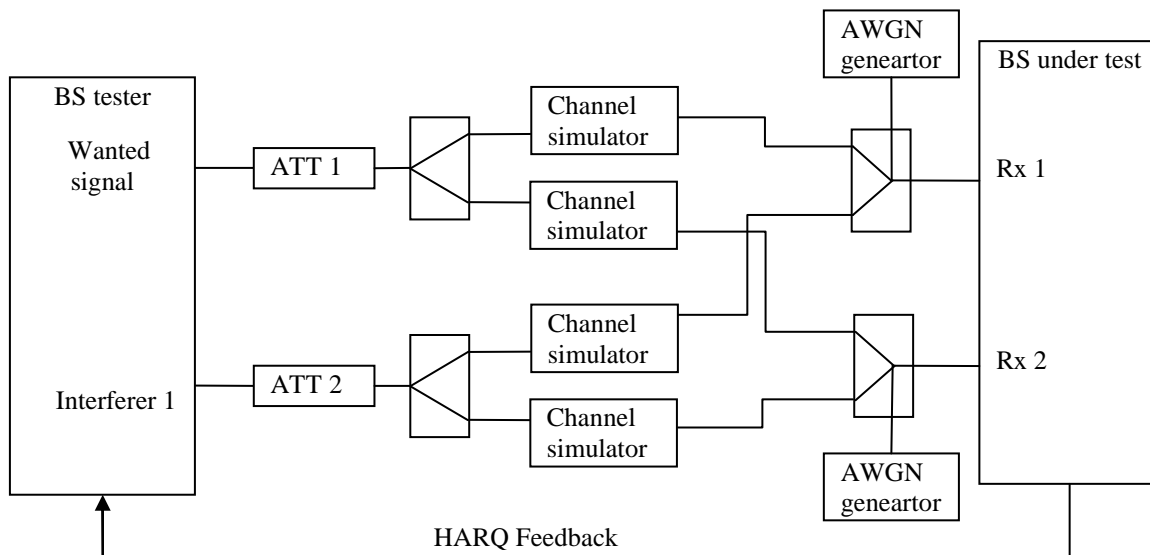 AWGN
geneartor
BS under test
BS tester
Channel
simulator
Wanted
signal
ATT 1
Rx 1
Channel
simulator
Channel
simulator
Rx 2
ATT 2
Interferer 1
Channel
simulator
AWGN
geneartor
HARQ Feedback